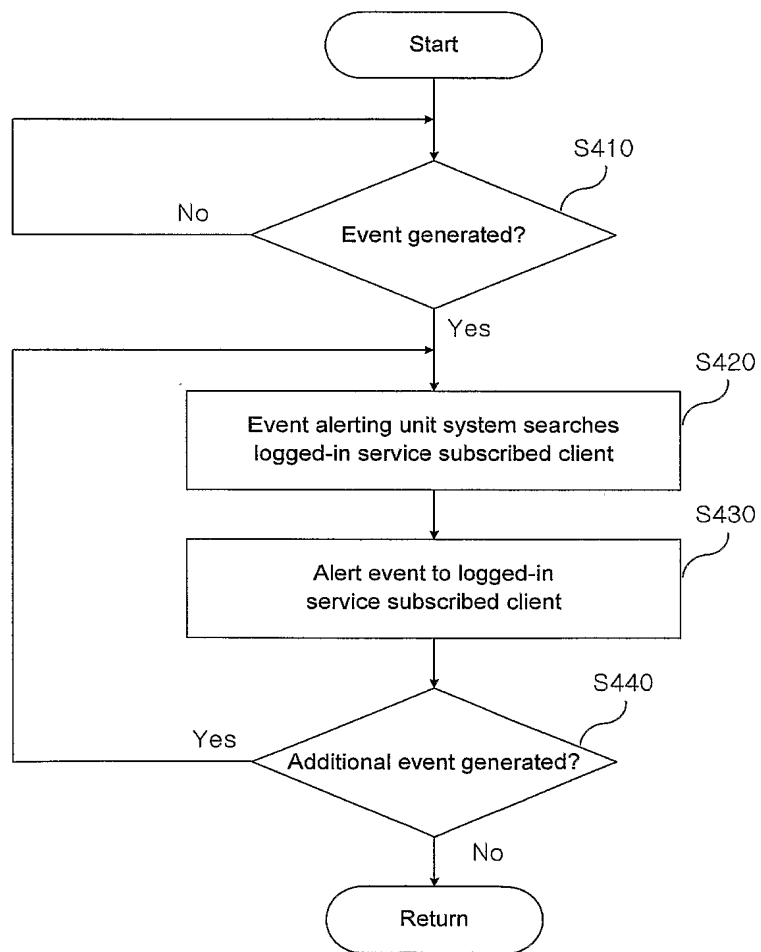 Start
S410
No
Event generated?
Yes
S420
Event alerting unit system searches
logged-in service subscribed client
S430
Alert event to logged-in
service subscribed client
S440
Yes
Additional event generated?
No
Return